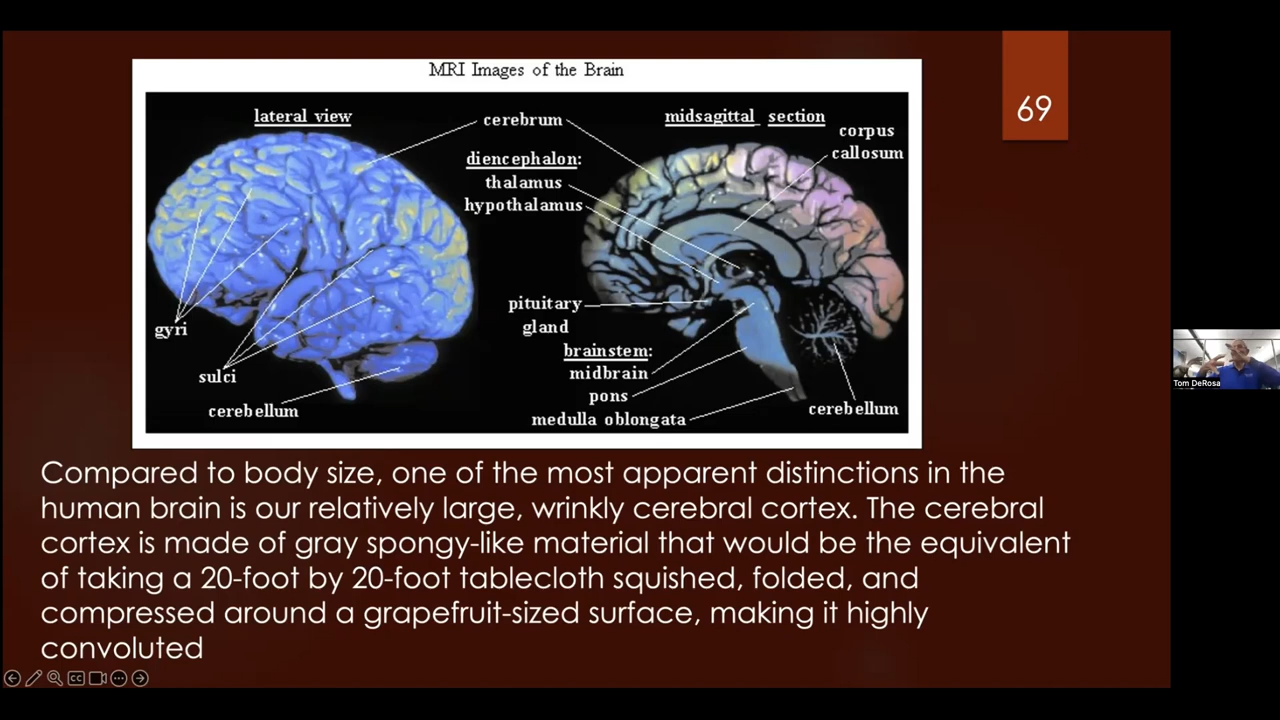 MRI Images of the Brain
69
lateral view
cerebrum
midsagittal section
corpus
callosum
diencephalon:
thalamus
hypothalamus
pituitary
gland
gyri
brainstem:
midbrain
sulci
pons
cerebellum
medulla oblongata
cerebellum
Tom DeRosa
Compared to body size, one of the most apparent distinctions in the
human brain is our relatively large, wrinkly cerebral cortex. The cerebral
cortex is made of gray spongy-like material that would be the equivalent
of taking a 20-foot by 20-foot tablecloth squished, folded, and
compressed around a grapefruit-sized surface, making it highly
convoluted
CC